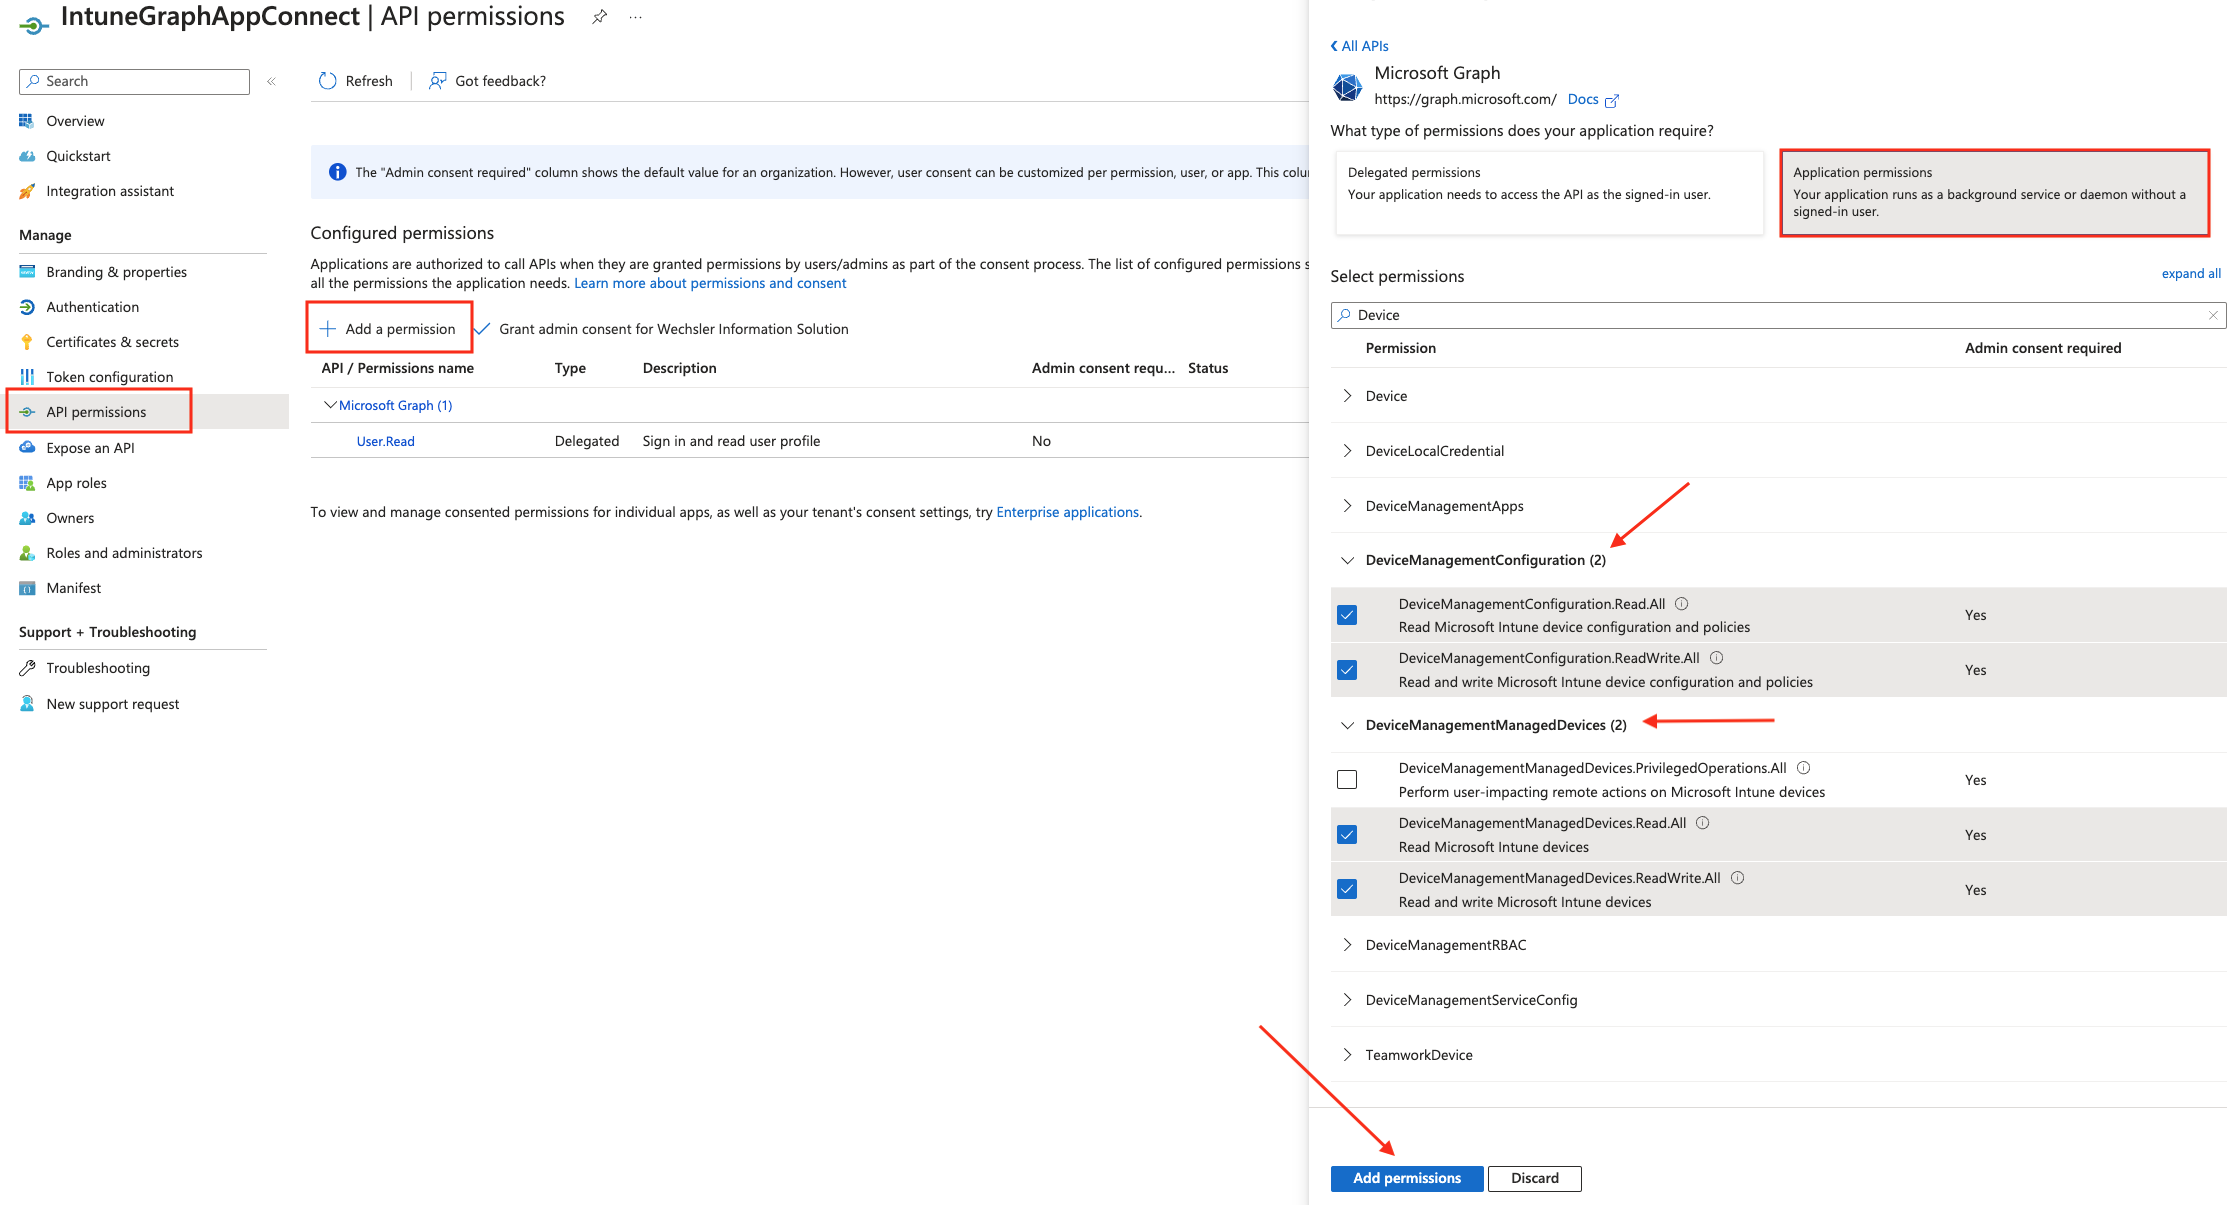 IntuneGraphAppConnect | API permissions
Search
Overview
Quickstart
Integration assistant
Manage
Branding & properties
Authentication
Certificates & secrets
Token configuration
API permissions
Expose an API
App roles
Owners
Roles and administrators
Manifest
Support + Troubleshooting
Troubleshooting
New support request
Refresh
Got feedback?
The "Admin consent required" column shows the default value for an organization. However, user consent can be customized per permission, user, or app. This colu
Configured permissions
Applications are authorized to call APIs when they are granted permissions by users/admins as part of the consent process. The list of configured permissions s
all the permissions the application needs. Learn more about permissions and consent
Add a permission
Grant admin consent for Wechsler Information Solution
API / Permissions name Type Description Admin consent requ... Status
Microsoft Graph (1)
User.Read Delegated Sign in and read user profile No
To view and manage consented permissions for individual apps, as well as your tenant's consent settings, try Enterprise applications.
All APIs
Microsoft Graph
https://graph.microsoft.com/ Docs
What type of permissions does your application require?
Delegated permissions
Your application needs to access the API as the signed-in user.
Application permissions
Your application runs as a background service or daemon without a
signed-in user.
Select permissions
expand all
Device
Permission Admin consent required
Device
DeviceLocalCredential
DeviceManagementApps
DeviceManagementConfiguration (2)
DeviceManagementConfiguration.Read.All
Read Microsoft Intune device configuration and policies
Yes
DeviceManagementConfiguration.ReadWrite.All
Read and write Microsoft Intune device configuration and policies
Yes
DeviceManagementManagedDevices (2)
DeviceManagementManagedDevices.PrivilegedOperations.All
Perform user-impacting remote actions on Microsoft Intune devices
Yes
DeviceManagementManagedDevices.Read.All
Read Microsoft Intune devices
Yes
DeviceManagementManagedDevices.ReadWrite.All
Read and write Microsoft Intune devices
Yes
DeviceManagementRBAC
DeviceManagementServiceConfig
TeamworkDevice
Add permissions
Discard